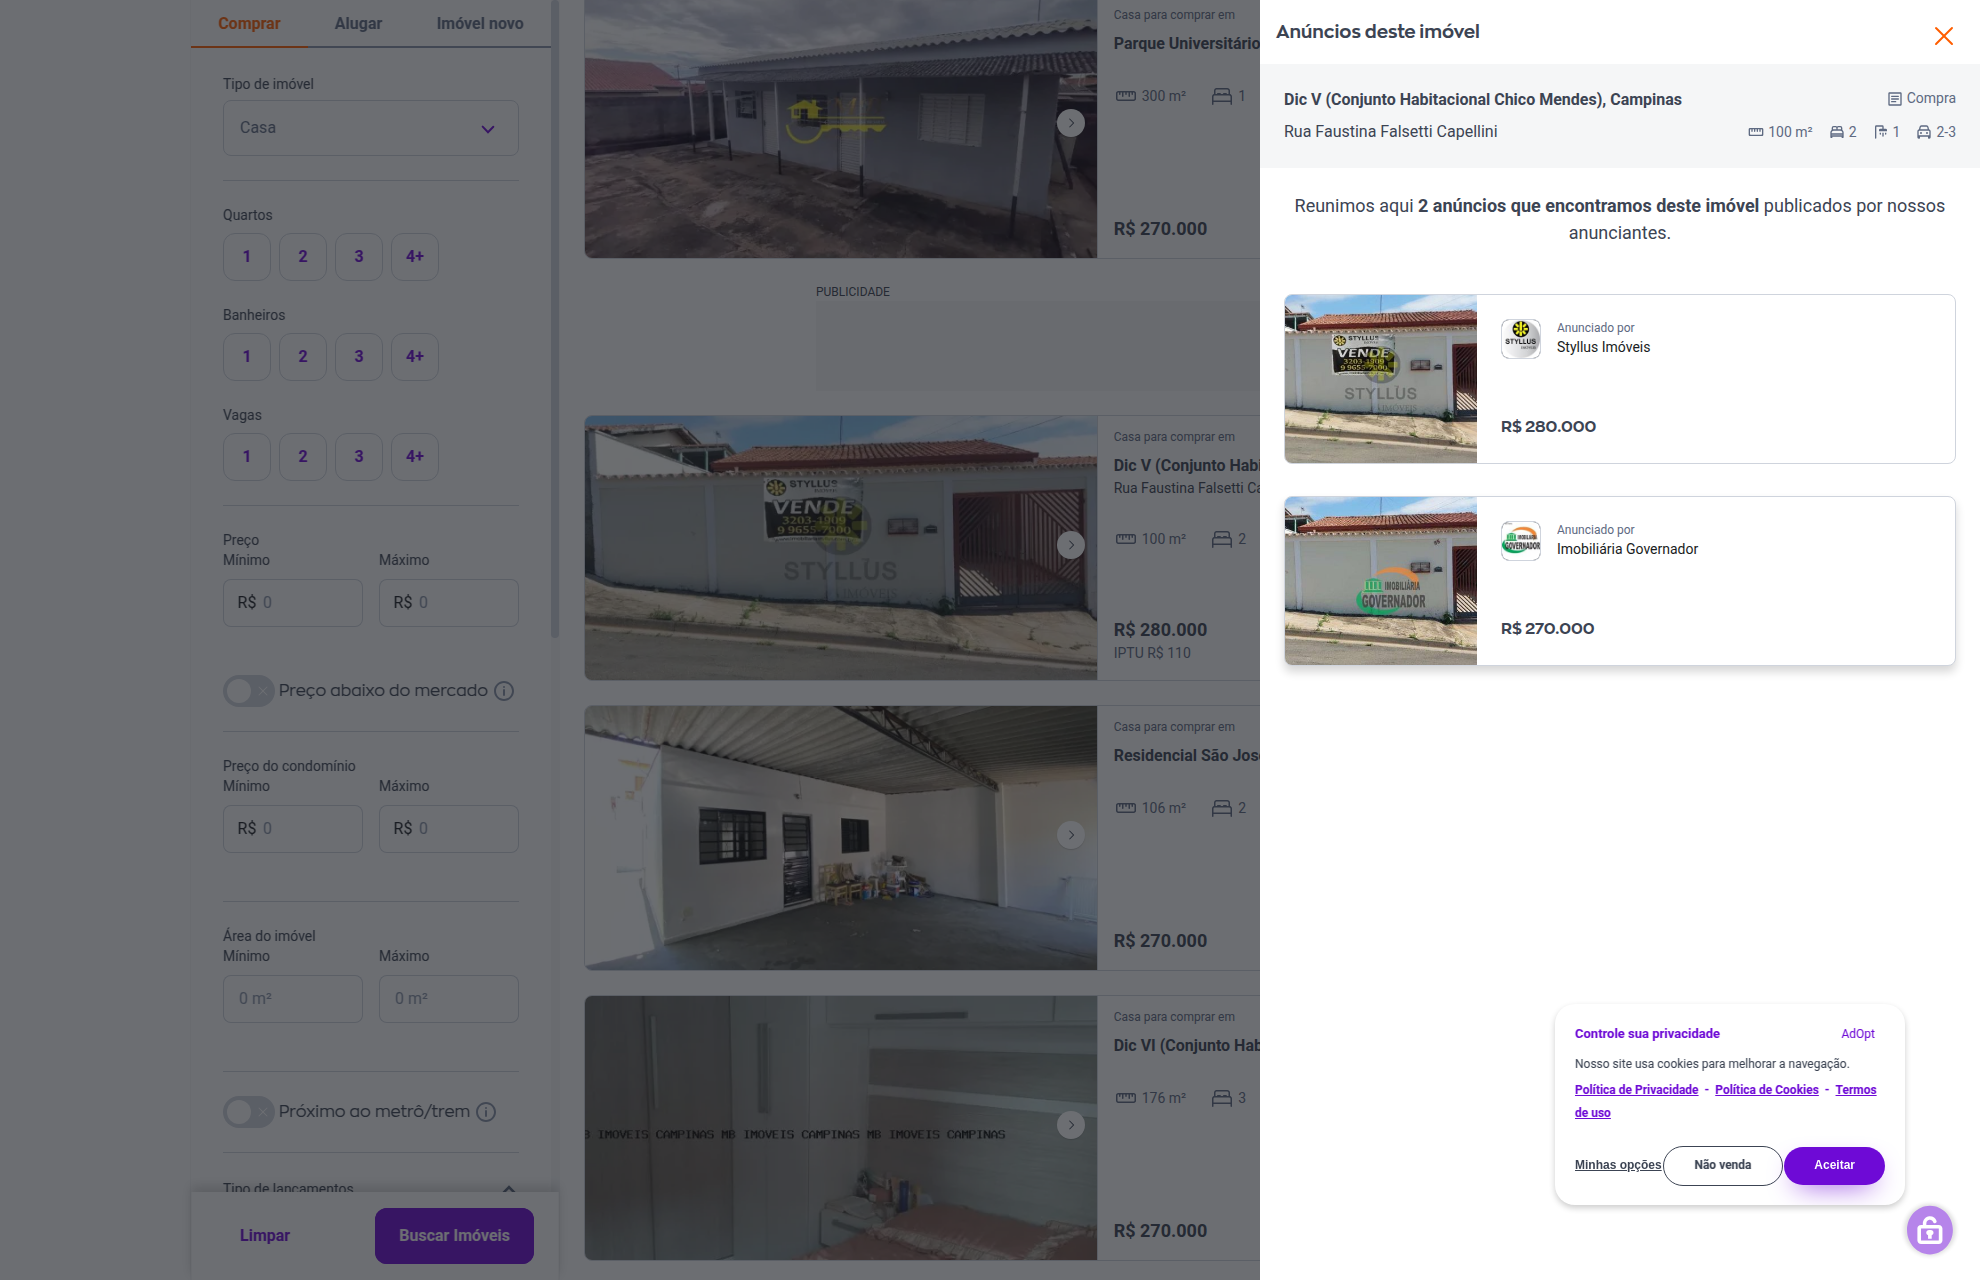 Comprar Alugar Imóvel novo
Tipo de imóvel
Casa
Quartos
1 2 3 4+
Banheiros
1 2 3 4+
Vagas
1 2 3 4+
Preço
Mínimo Máximo
R$ 0 R$ 0
Preço abaixo do mercado
Preço do condomínio
Mínimo Máximo
R$ 0 R$ 0
Área do imóvel
Mínimo Máximo
0 m² 0 m²
Próximo ao metrô/trem
Tipo de lançamentos
Limpar Buscar Imóveis
Casa para comprar em
Parque Universitário
300 m² 1
R$ 270.000
PUBLICIDADE
STYLLUS
VENDE
3203-1909
9 9655-7000
STYLLUS
IMÓVEIS
Casa para comprar em
Dic V (Conjunto Habi
Rua Faustina Falsetti Ca
100 m² 2
R$ 280.000
IPTU R$ 110
Casa para comprar em
Residencial São Jos
106 m² 2
R$ 270.000
IMOVEIS CAMPINAS MB IMOVEIS CAMPINAS MB IMOVEIS CAMPINAS
Casa para comprar em
Dic VI (Conjunto Hab
176 m² 3
R$ 270.000
Anúncios deste imóvel
Dic V (Conjunto Habitacional Chico Mendes), Campinas Compra
Rua Faustina Falsetti Capellini 100 m² 2 1 2-3
Reunimos aqui 2 anúncios que encontramos deste imóvel publicados por nossos
anunciantes.
STYLLUS
VENDE
3203-1909
9 9655-7000
STYLLUS
IMÓVEIS
STYLLUS
Anunciado por
Styllus Imóveis
R$ 280.000
IMOBILIÁRIA
GOVERNADOR
IMOBILIÁRIA
GOVERNADOR
Anunciado por
Imobiliária Governador
R$ 270.000
Controle sua privacidade AdOpt
Nosso site usa cookies para melhorar a navegação.
Política de Privacidade - Política de Cookies - Termos
de uso
Minhas opções Não venda Aceitar